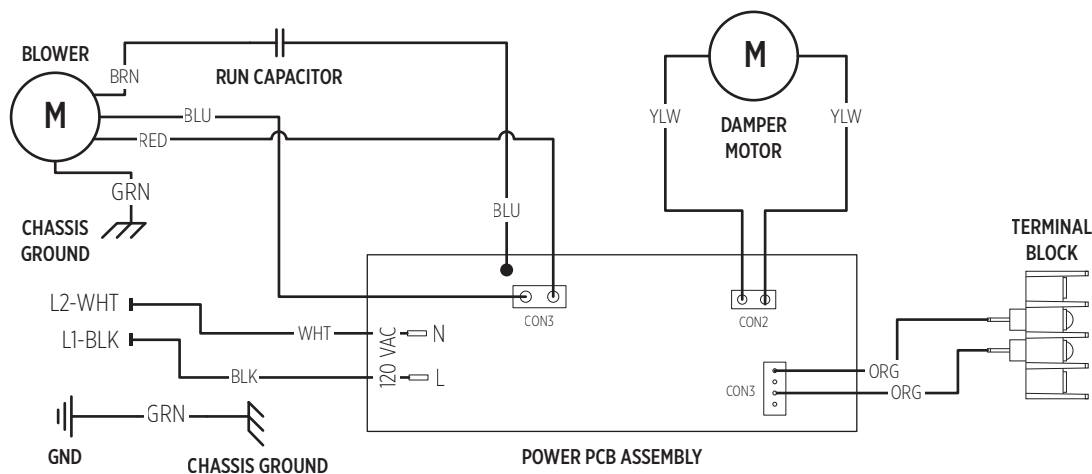 BLOWER
M
BRN
RUN CAPACITOR
BLU
RED
GRN
CHASSIS
GROUND
BLU
M
YLW
YLW
DAMPER
MOTOR
TERMINAL
BLOCK
L2-WHT
WHT
N
L1-BLK
BLK
L
120 VAC
CON3
CON2
CON3
ORG
ORG
GRN
GND
CHASSIS GROUND
POWER PCB ASSEMBLY